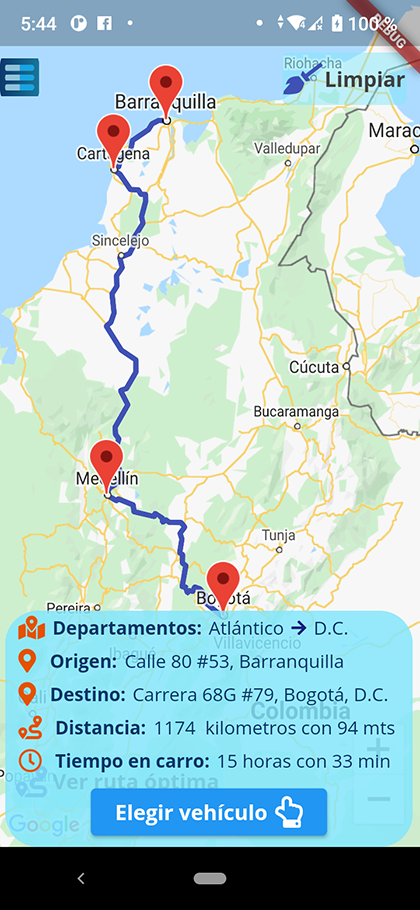 5:44
100%
DEBUG
Riohacha
Limpiar
Barranquilla
Cartagena
Valledupar
Marac
Sincelejo
Cúcuta
Bucaramanga
Medellín
Tunja
Bogotá
Pereira
Departamentos: Atlántico → D.C.
Villavicencio
Ibagué
Origen: Calle 80 #53, Barranquilla
Destino: Carrera 68G #79, Bogotá, D.C.
Colombia
Distancia: 1174 kilometros con 94 mts
Tiempo en carro: 15 horas con 33 min
Ver ruta óptima
Elegir vehículo
Google